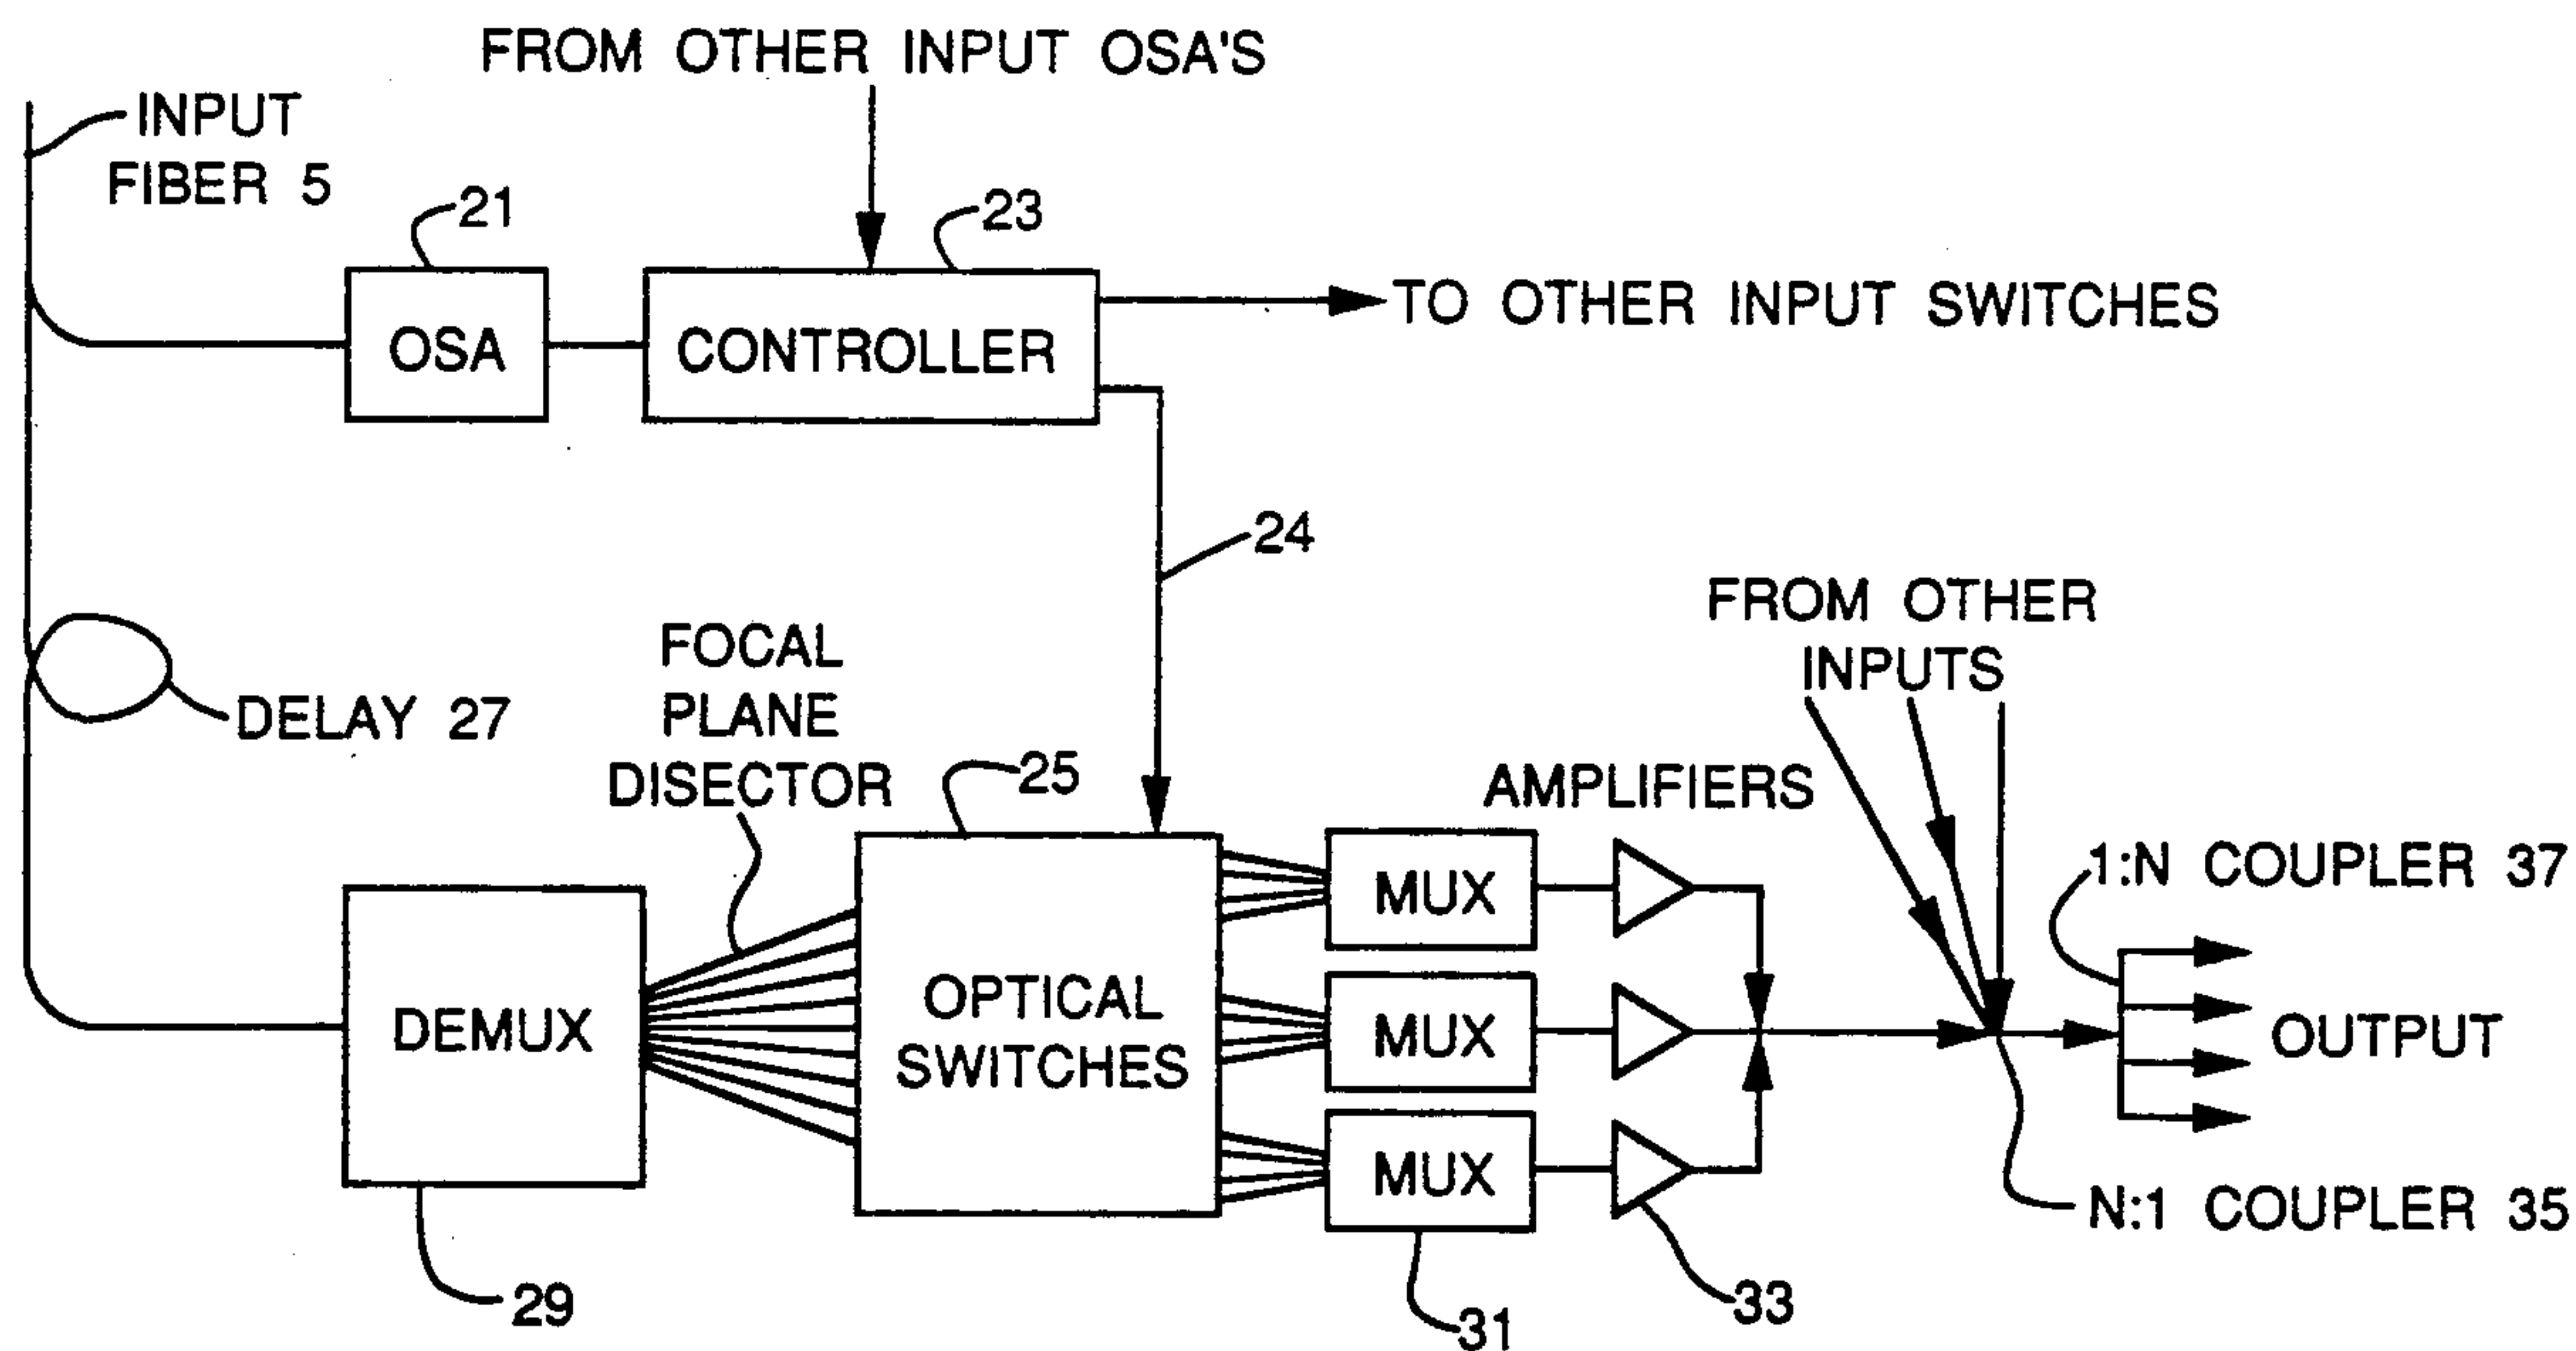 FROM OTHER INPUT OSA'S
INPUT
FIBER 5
21
23
OSA
CONTROLLER
TO OTHER INPUT SWITCHES
24
FROM OTHER
INPUTS
FOCAL
PLANE
DISECTOR
DELAY 27
25
AMPLIFIERS
1:N COUPLER 37
DEMUX
OPTICAL
SWITCHES
MUX
MUX
MUX
OUTPUT
N:1 COUPLER 35
29
31
33